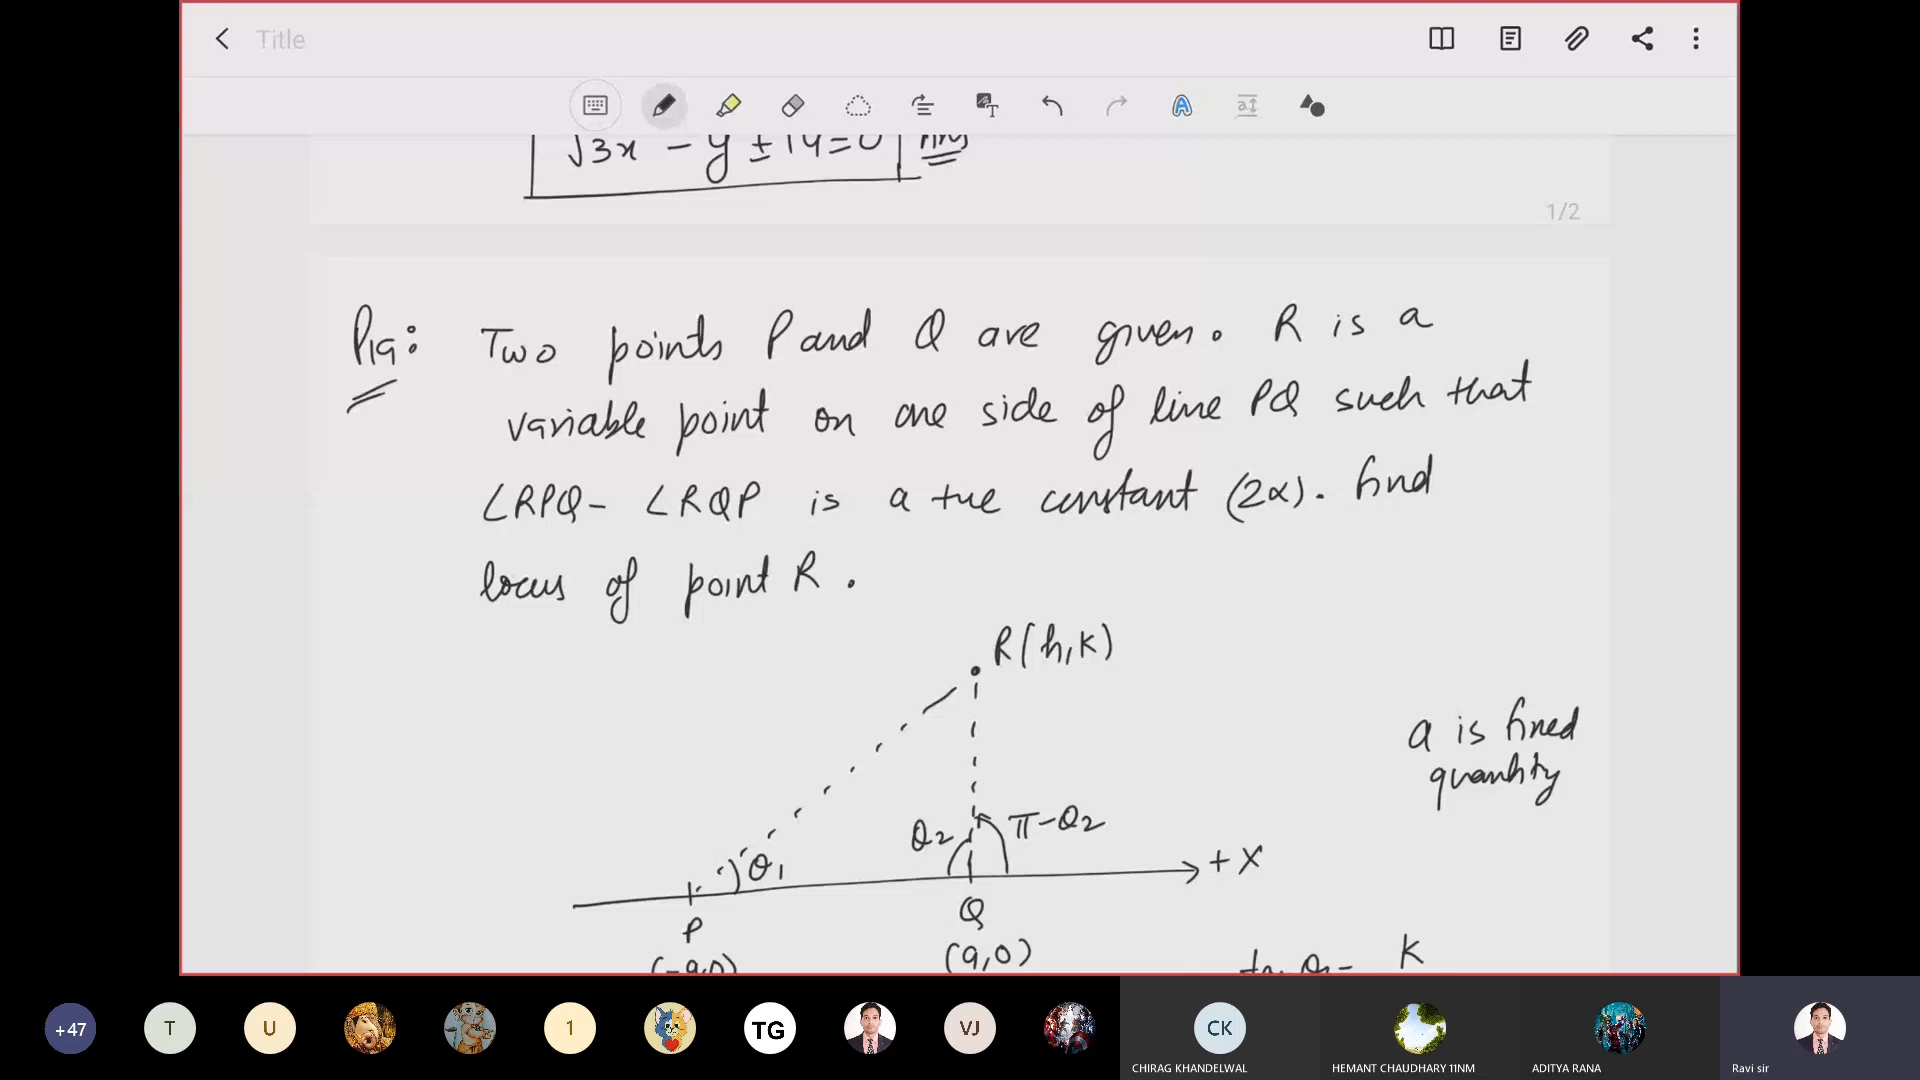 Title
√3x - y ± 14 = 0 Ans
1/2
P19: Two points P and Q are given. R is a
variable point on one side of line PQ such that
∠RPQ - ∠RQP is a +ve constant (2α). find
locus of point R.
R(h,k)
a is fixed
quantity
θ2 π-θ2
θ1
+X
P Q
(-a,0) (a,0)
k
+47 T U 1 TG VJ CK
CHIRAG KHANDELWAL HEMANT CHAUDHARY 11NM ADITYA RANA Ravi sir